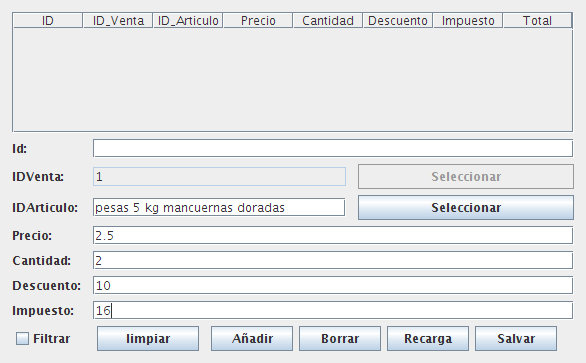 ID ID_Venta ID_Articulo Precio Cantidad Descuento Impuesto Total
Id:
IDVenta: 1 Seleccionar
IDArticulo: pesas 5 kg mancuernas doradas Seleccionar
Precio: 2.5
Cantidad: 2
Descuento: 10
Impuesto: 16
Filtrar limpiar Añadir Borrar Recarga Salvar